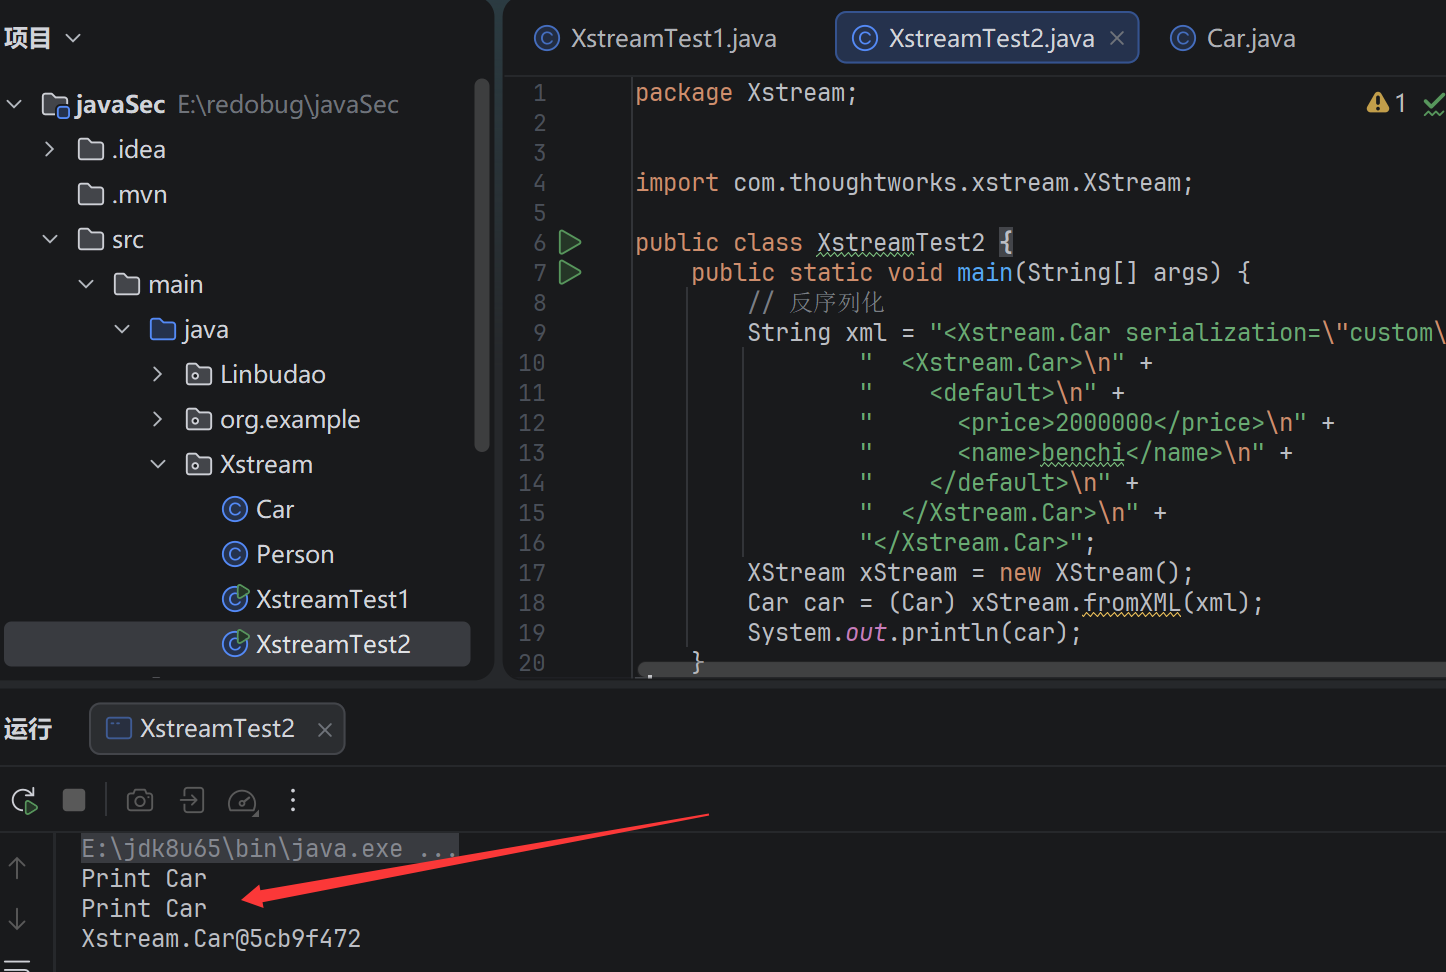 项目
javaSec E:\redobug\javaSec
.idea
.mvn
src
main
java
Linbudao
org.example
Xstream
Car
Person
XstreamTest1
XstreamTest2
XstreamTest1.java
XstreamTest2.java
Car.java
1
1 package Xstream;
2
3
4 import com.thoughtworks.xstream.XStream;
5
6 public class XstreamTest2 {
7 public static void main(String[] args) {
8 // 反序列化
9 String xml = "<Xstream.Car serialization=\"custom\
10 "  <Xstream.Car>\n" +
11 "    <default>\n" +
12 "      <price>2000000</price>\n" +
13 "      <name>benchi</name>\n" +
14 "    </default>\n" +
15 "  </Xstream.Car>\n" +
16 "</Xstream.Car>";
17 XStream xStream = new XStream();
18 Car car = (Car) xStream.fromXML(xml);
19 System.out.println(car);
20 }
运行
XstreamTest2
E:\jdk8u65\bin\java.exe ...
Print Car
Print Car
Xstream.Car@5cb9f472